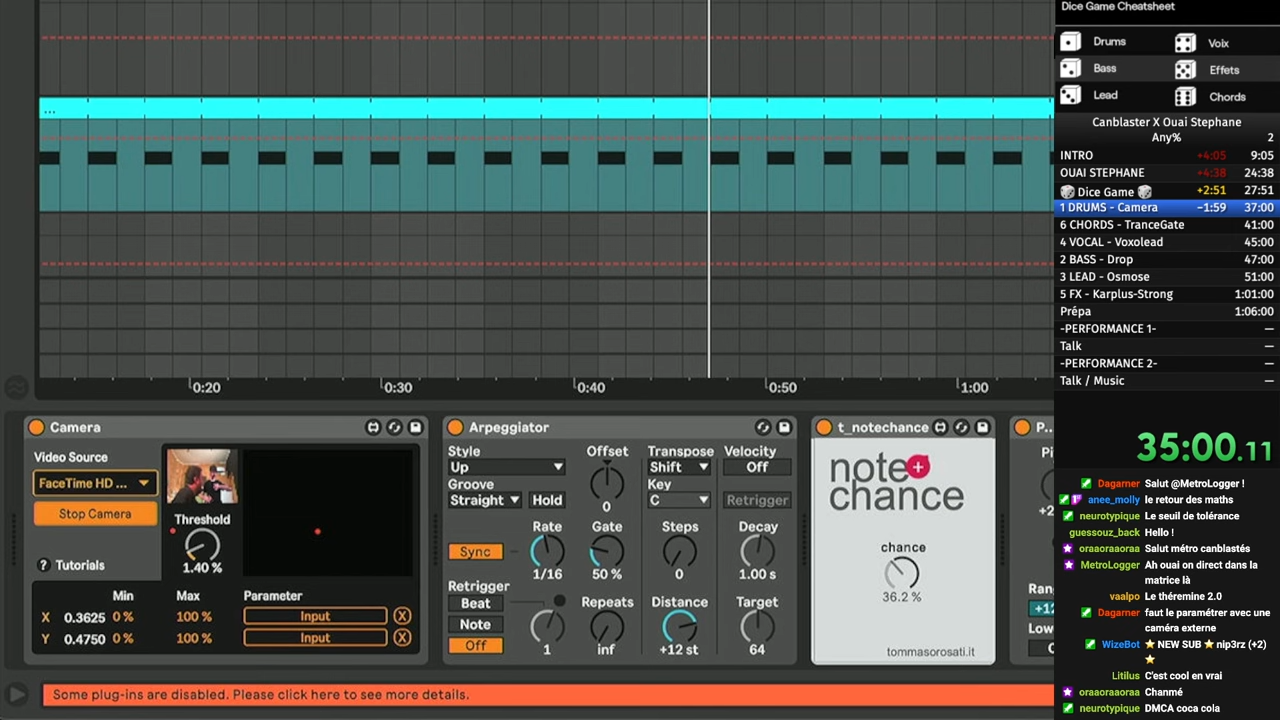 Dice Game Cheatsheet
Drums
Voix
Bass
Effets
Lead
Chords
Canblaster X Ouai Stephane
Any% 2
INTRO +4:05 9:05
OUAI STEPHANE +4:38 24:38
🎲 Dice Game 🎲 +2:51 27:51
1 DRUMS - Camera −1:59 37:00
6 CHORDS - TranceGate 41:00
4 VOCAL - Voxolead 45:00
2 BASS - Drop 47:00
3 LEAD - Osmose 51:00
5 FX - Karplus-Strong 1:01:00
Prépa 1:06:00
-PERFORMANCE 1- —
Talk —
-PERFORMANCE 2- —
Talk / Music —
35:00.11
Dagarner Salut @MetroLogger !
anee_molly le retour des maths
neurotypique Le seuil de tolérance
guessouz_back Hello !
oraaoraaoraa Salut métro canblastés
MetroLogger Ah ouai on direct dans la
matrice là
vaalpo Le théremine 2.0
Dagarner faut le paramétrer avec une
caméra externe
WizeBot ⭐ NEW SUB ⭐ nip3rz (+2)
⭐
Litilus C'est cool en vrai
oraaoraaoraa Chanmé
neurotypique DMCA coca cola
...
0:20 0:30 0:40 0:50 1:00
Camera
Video Source
FaceTime HD ...
Stop Camera
Threshold
1.40 %
? Tutorials
Min Max Parameter
X 0.3625 0 % 100 % Input X
Y 0.4750 0 % 100 % Input X
Arpeggiator
Style Offset Transpose Velocity
Up Shift Off
Groove Key
Straight Hold 0 C Retrigger
Rate Gate Steps Decay
Sync
1/16 50 % 0 1.00 s
Retrigger
Beat Repeats Distance Target
Note
Off 1 inf +12 st 64
t_notechance
note+
chance
chance
36.2 %
tommasorosati.it
P...
Pi
+2
Ran
+12
Low
Some plug-ins are disabled. Please click here to see more details.